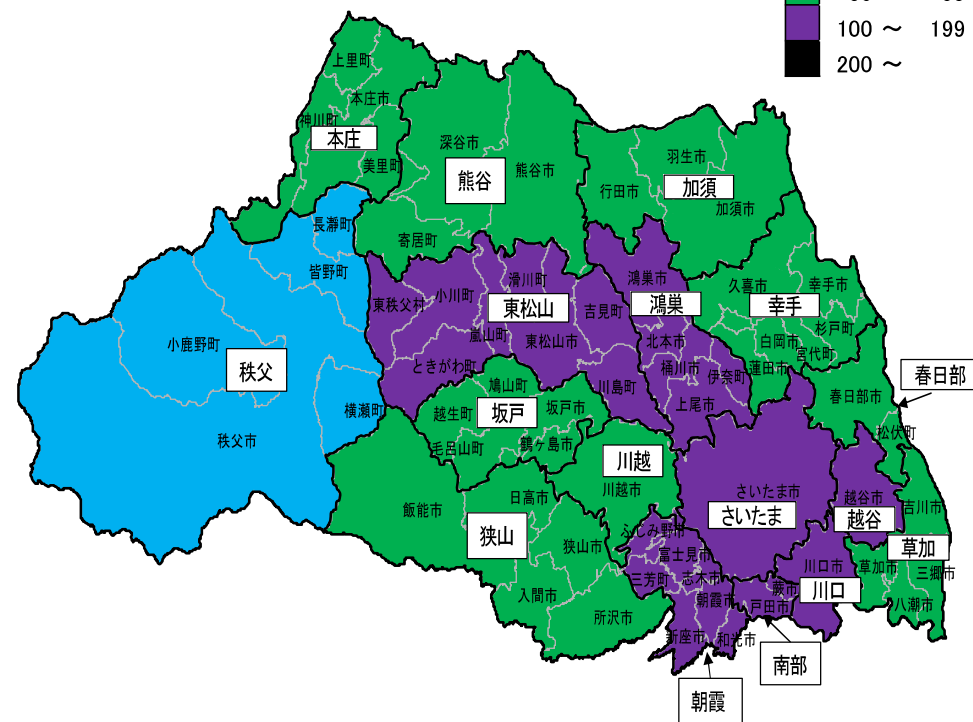 100 ～ 199
200 ～
上里町
本庄市
神川町
本庄
美里町
深谷市
熊谷
熊谷市
寄居町
羽生市
行田市
加須
加須市
長瀞町
皆野町
小鹿野町
秩父
秩父市
横瀬町
東秩父村
小川町
滑川町
東松山
嵐山町
東松山市
吉見町
ときがわ町
川島町
鴻巣市
鴻巣
北本市
桶川市
伊奈町
上尾市
久喜市
幸手市
幸手
杉戸町
白岡市
宮代町
蓮田市
春日部
春日部市
松伏町
鳩山町
越生町
坂戸
坂戸市
毛呂山町
鶴ヶ島市
川越
川越市
さいたま市
さいたま
越谷市
越谷
吉川市
草加
草加市
三郷市
八潮市
飯能市
日高市
狭山
狭山市
入間市
所沢市
ふじみ野市
富士見市
三芳町
志木市
朝霞市
新座市
和光市
川口市
川口
蕨市
戸田市
南部
朝霞